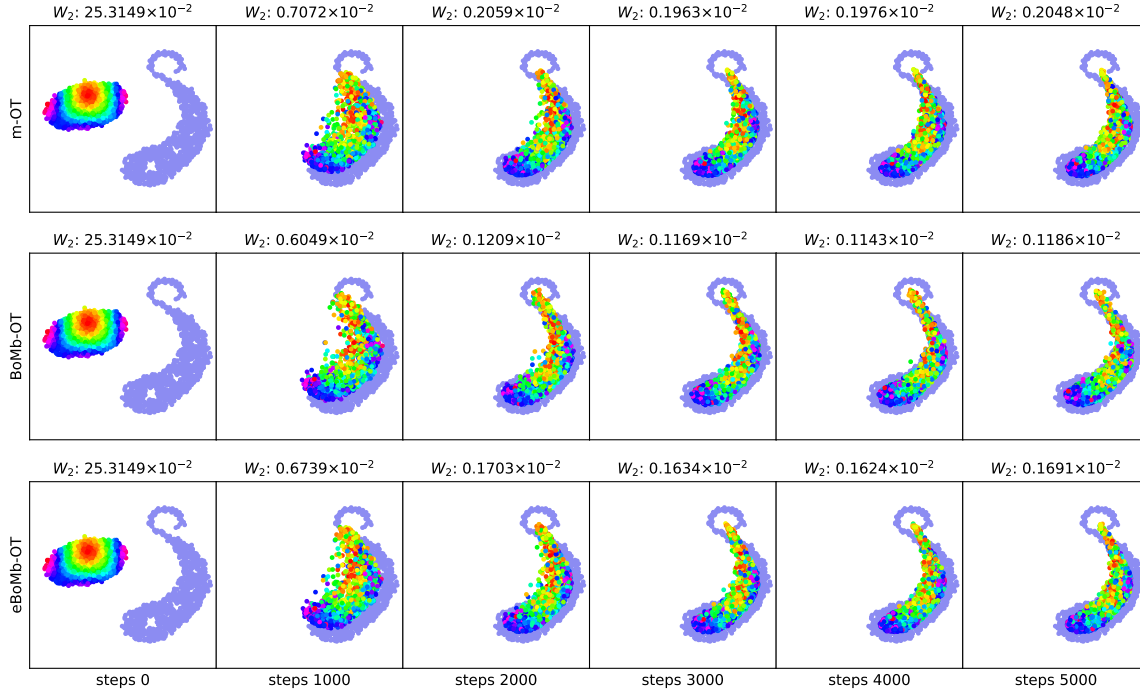 W₂: 25.3149×10⁻² W₂: 0.7072×10⁻² W₂: 0.2059×10⁻² W₂: 0.1963×10⁻² W₂: 0.1976×10⁻² W₂: 0.2048×10⁻²
m-OT
W₂: 25.3149×10⁻² W₂: 0.6049×10⁻² W₂: 0.1209×10⁻² W₂: 0.1169×10⁻² W₂: 0.1143×10⁻² W₂: 0.1186×10⁻²
BoMb-OT
W₂: 25.3149×10⁻² W₂: 0.6739×10⁻² W₂: 0.1703×10⁻² W₂: 0.1634×10⁻² W₂: 0.1624×10⁻² W₂: 0.1691×10⁻²
eBoMb-OT
steps 0 steps 1000 steps 2000 steps 3000 steps 4000 steps 5000